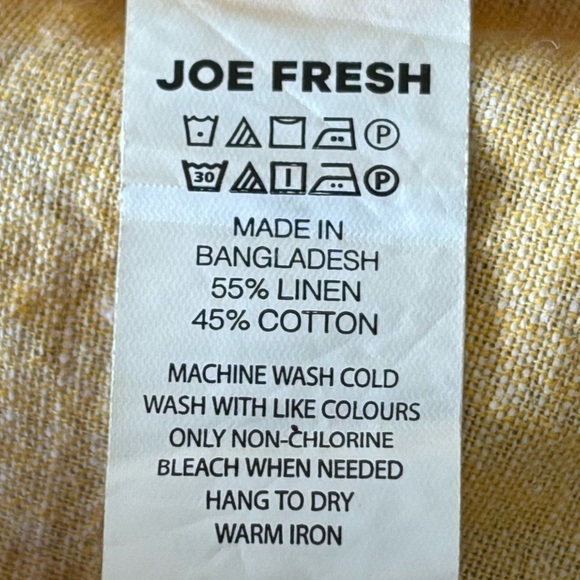 JOE FRESH
P
30 P
MADE IN
BANGLADESH
55% LINEN
45% COTTON
MACHINE WASH COLD
WASH WITH LIKE COLOURS
ONLY NON-CHLORINE
BLEACH WHEN NEEDED
HANG TO DRY
WARM IRON